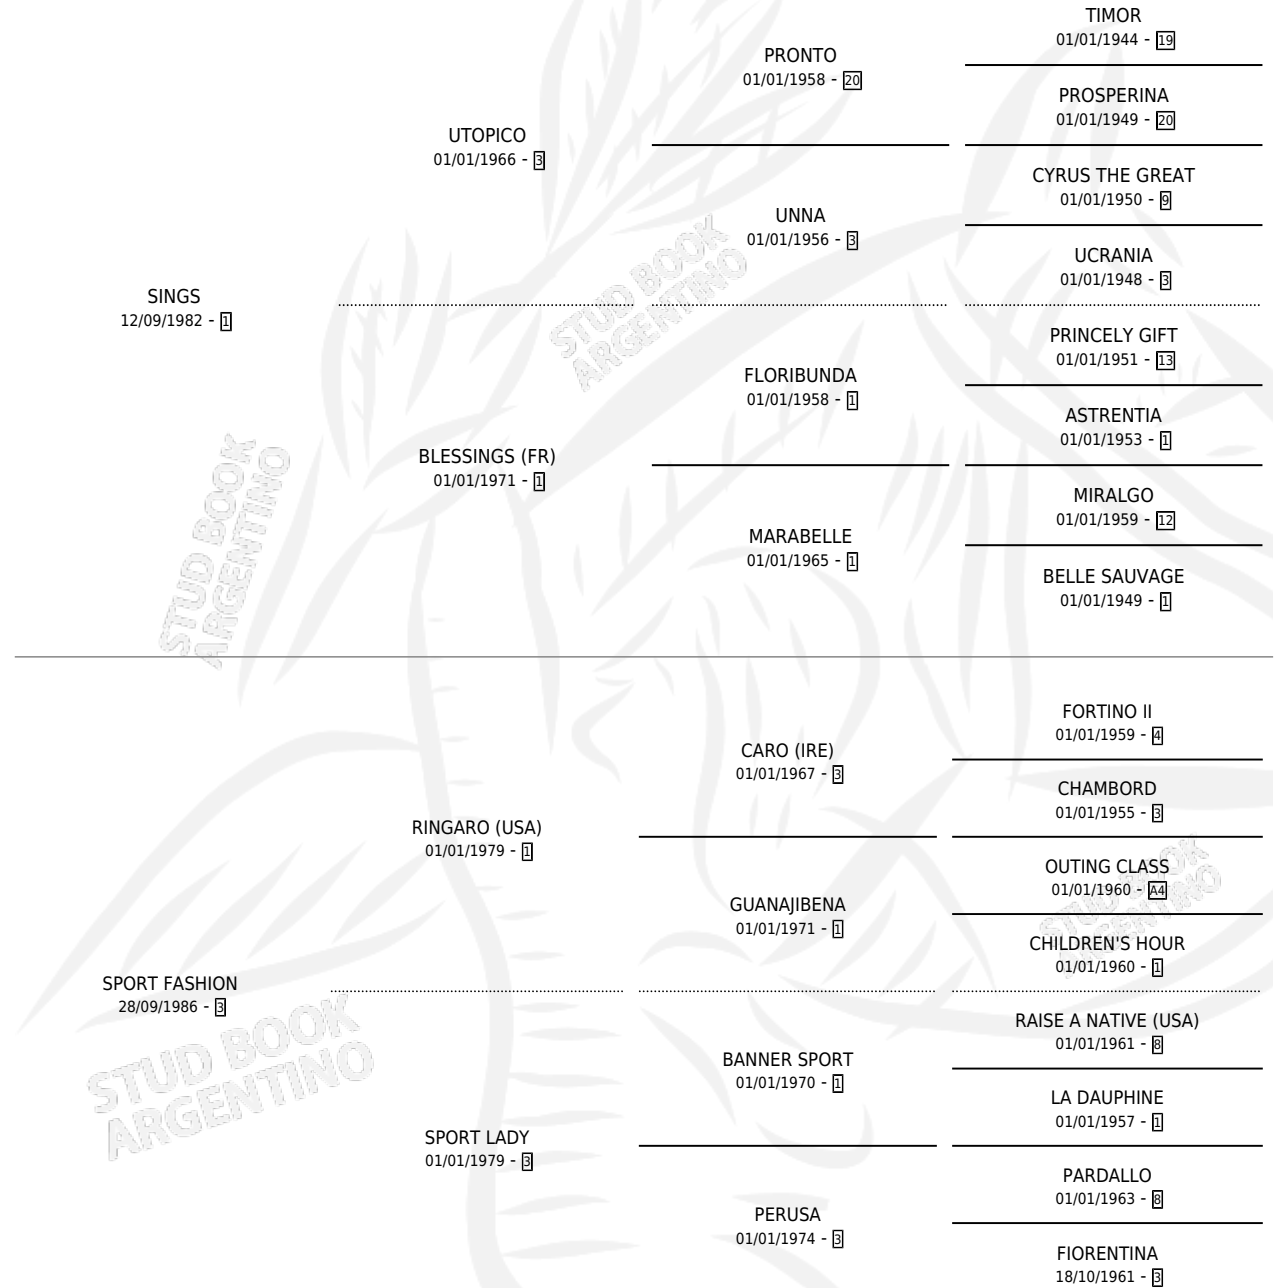 TIMOR
01/01/1944 - 19
PRONTO
01/01/1958 - 20
PROSPERINA
01/01/1949 - 20
UTOPICO
01/01/1966 - 3
CYRUS THE GREAT
01/01/1950 - 9
UNNA
01/01/1956 - 3
UCRANIA
01/01/1948 - 3
SINGS
12/09/1982 - 1
PRINCELY GIFT
01/01/1951 - 13
FLORIBUNDA
01/01/1958 - 1
ASTRENTIA
01/01/1953 - 1
BLESSINGS (FR)
01/01/1971 - 1
MIRALGO
01/01/1959 - 12
MARABELLE
01/01/1965 - 1
BELLE SAUVAGE
01/01/1949 - 1
STUD BOOK
ARGENTINO
STUD BOOK
ARGENTINO
FORTINO II
01/01/1959 - 4
CARO (IRE)
01/01/1967 - 3
CHAMBORD
01/01/1955 - 3
RINGARO (USA)
01/01/1979 - 1
OUTING CLASS
01/01/1960 - A4
GUANAJIBENA
01/01/1971 - 1
CHILDREN'S HOUR
01/01/1960 - 1
SPORT FASHION
28/09/1986 - 3
RAISE A NATIVE (USA)
01/01/1961 - 8
BANNER SPORT
01/01/1970 - 1
LA DAUPHINE
01/01/1957 - 1
SPORT LADY
01/01/1979 - 3
PARDALLO
01/01/1963 - 8
PERUSA
01/01/1974 - 3
FIORENTINA
18/10/1961 - 3
STUD BOOK
ARGENTINO
STUD BOOK
ARGENTINO